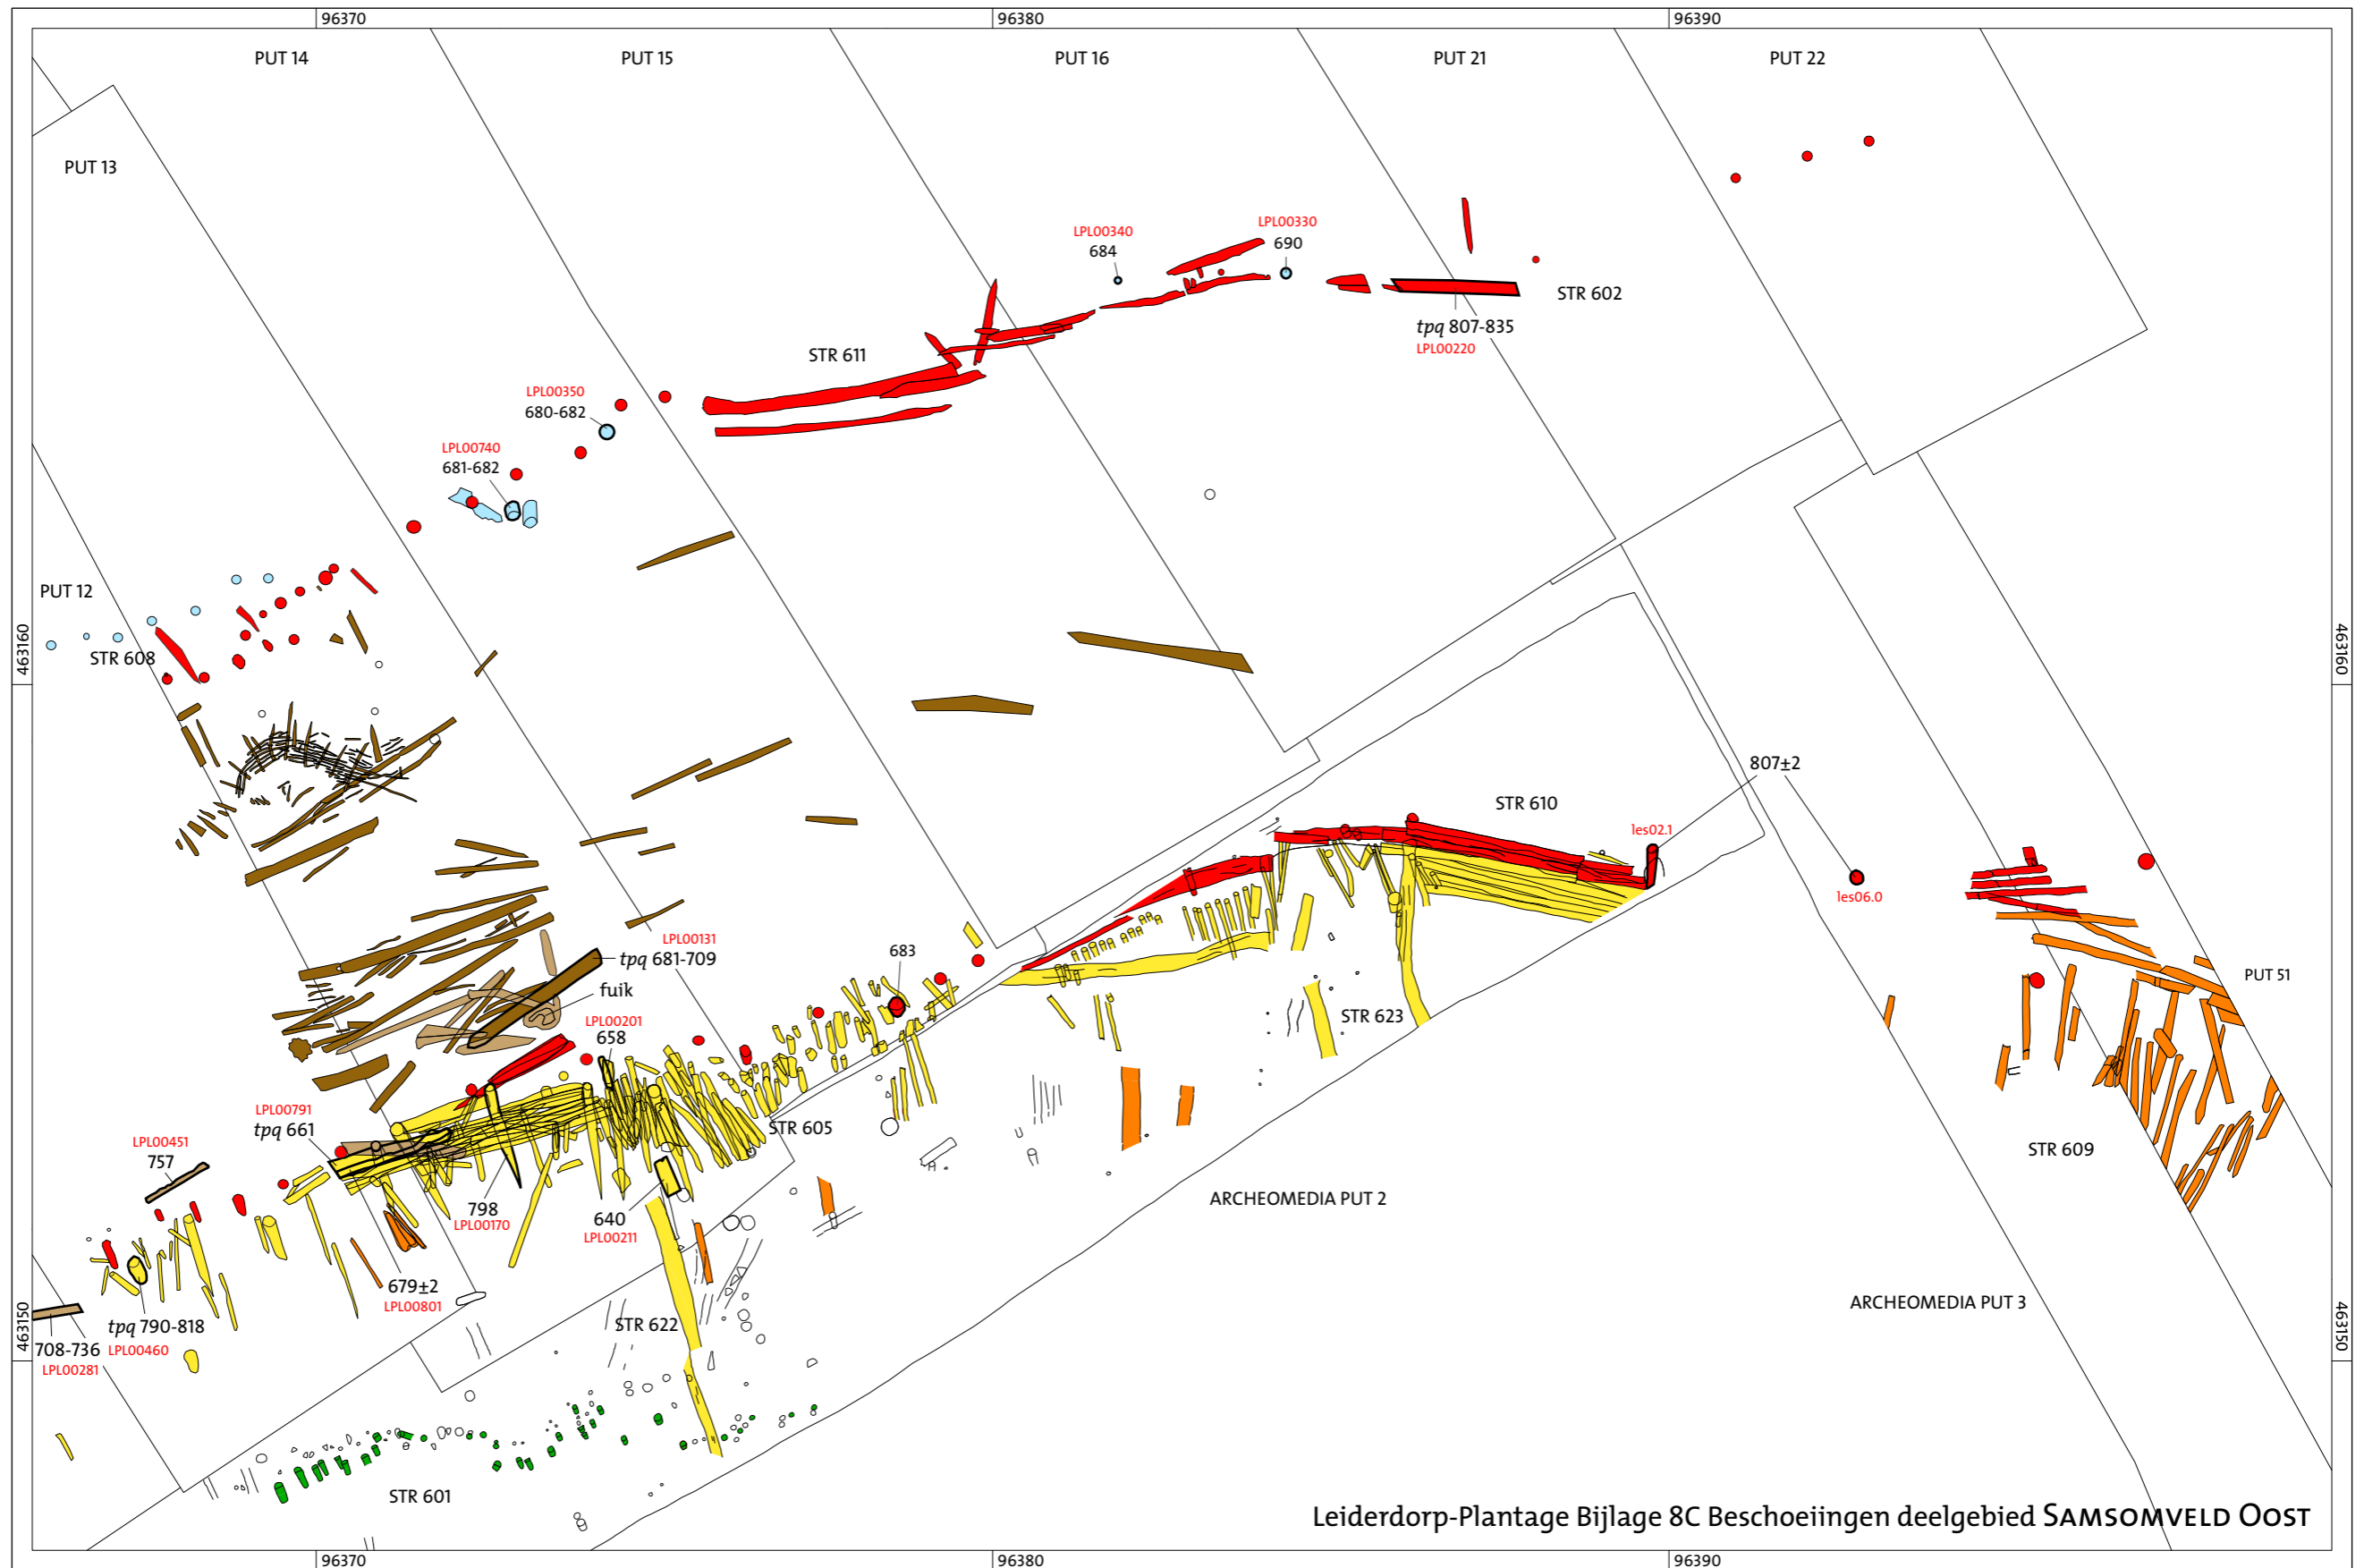 96370
96380
96390
PUT 14
PUT 15
PUT 16
PUT 21
PUT 22
PUT 13
LPL00340
684
LPL00330
690
STR 602
tpq 807-835
LPL00220
STR 611
LPL00350
680-682
LPL00740
681-682
PUT 12
463160
463160
STR 608
807±2
STR 610
les02.1
les06.0
LPL00131
tpq 681-709
683
fuik
PUT 51
LPL00201
658
STR 623
LPL00791
tpq 661
STR 605
LPL00451
757
STR 609
798
LPL00170
640
LPL00211
ARCHEOMEDIA PUT 2
679±2
LPL00801
ARCHEOMEDIA PUT 3
463150
463150
tpq 790-818
LPL00460
STR 622
708-736
LPL00281
STR 601
Leiderdorp-Plantage Bijlage 8C Beschoeiingen deelgebied SAMSOMVELD OOST
96370
96380
96390